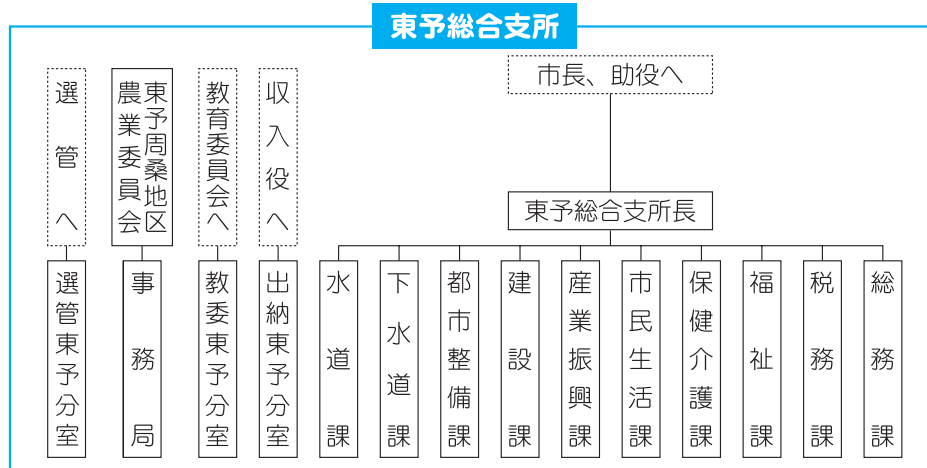 東予総合支所
市長、助役へ
東予総合支所長
総務課
税務課
福祉課
保健介護課
市民生活課
産業振興課
建設課
都市整備課
下水道課
水道課
収入役へ
出納東予分室
教育委員会へ
教委東予分室
東予周桑地区
農業委員会
事務局
選管へ
選管東予分室